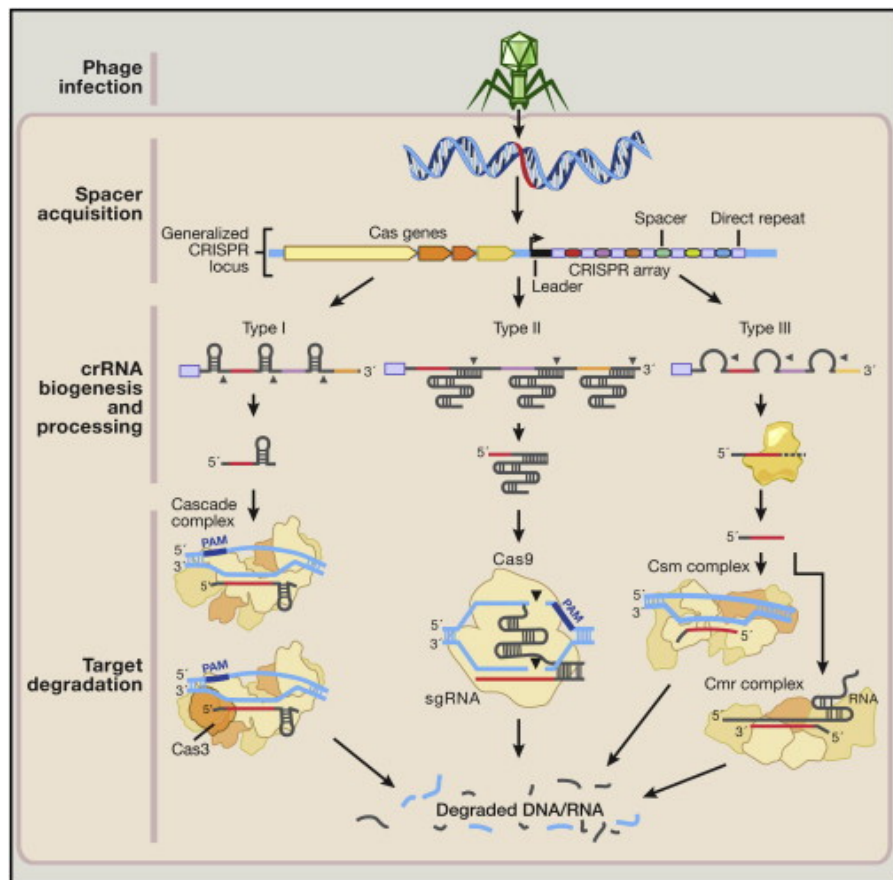 Phage
infection
Spacer
acquisition
Generalized
CRISPR
locus
Cas genes
Spacer
Direct repeat
Leader
CRISPR array
crRNA
biogenesis
and
processing
Type I
Type II
Type III
3´
3´
3´
5´
5´
5´
Target
degradation
Cascade
complex
5´
PAM
3´
5´
PAM
5´
3´
5´
Cas3
Cas9
PAM
5´
3´
sgRNA
Csm complex
5´
3´
5´
Cmr complex
RNA
3´
5´
Degraded DNA/RNA